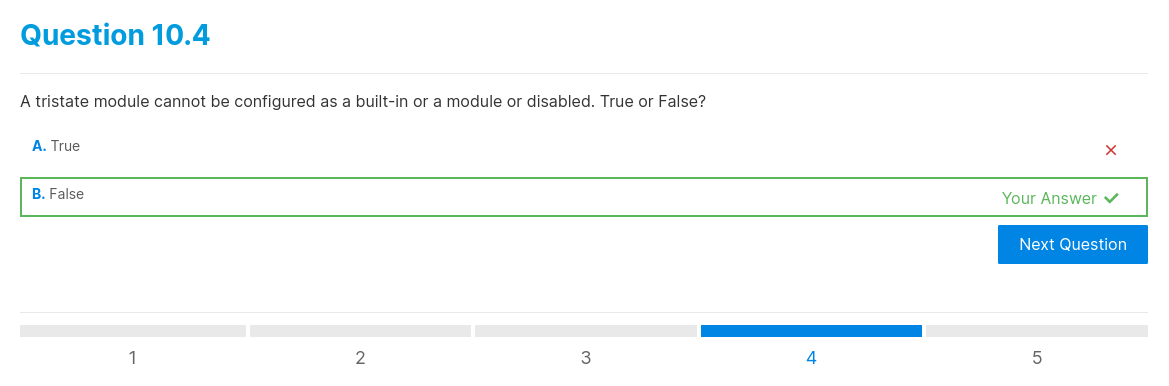 Question 10.4
A tristate module cannot be configured as a built-in or a module or disabled. True or False?
A. True
B. False Your Answer
Next Question
1 2 3 4 5